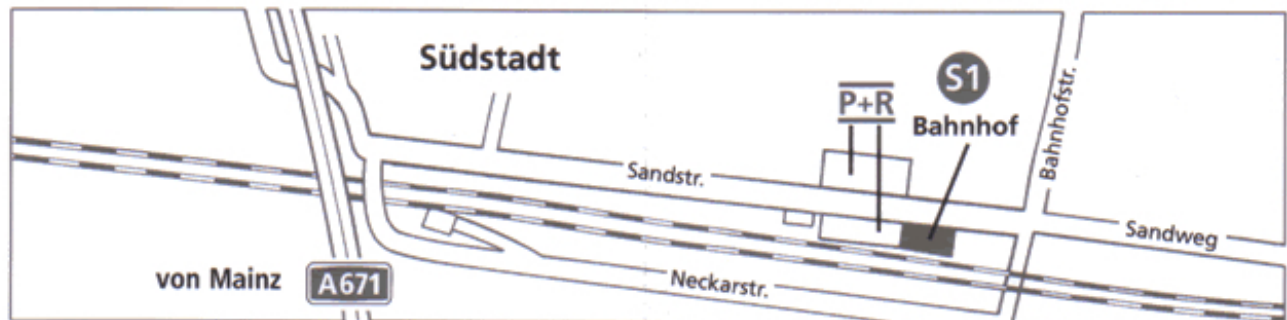 Südstadt
S1
P+R
Bahnhof
Bahnhofstr.
Sandstr.
Sandweg
von Mainz
A671
Neckarstr.